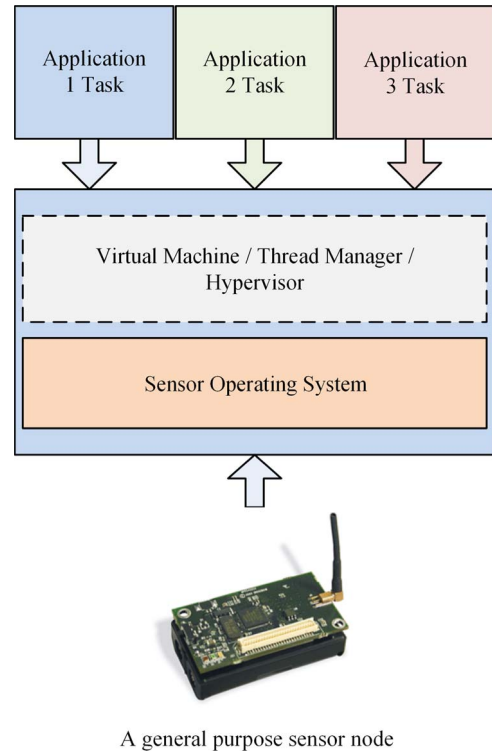 Application
1 Task
Application
2 Task
Application
3 Task
Virtual Machine / Thread Manager /
Hypervisor
Sensor Operating System
A general purpose sensor node